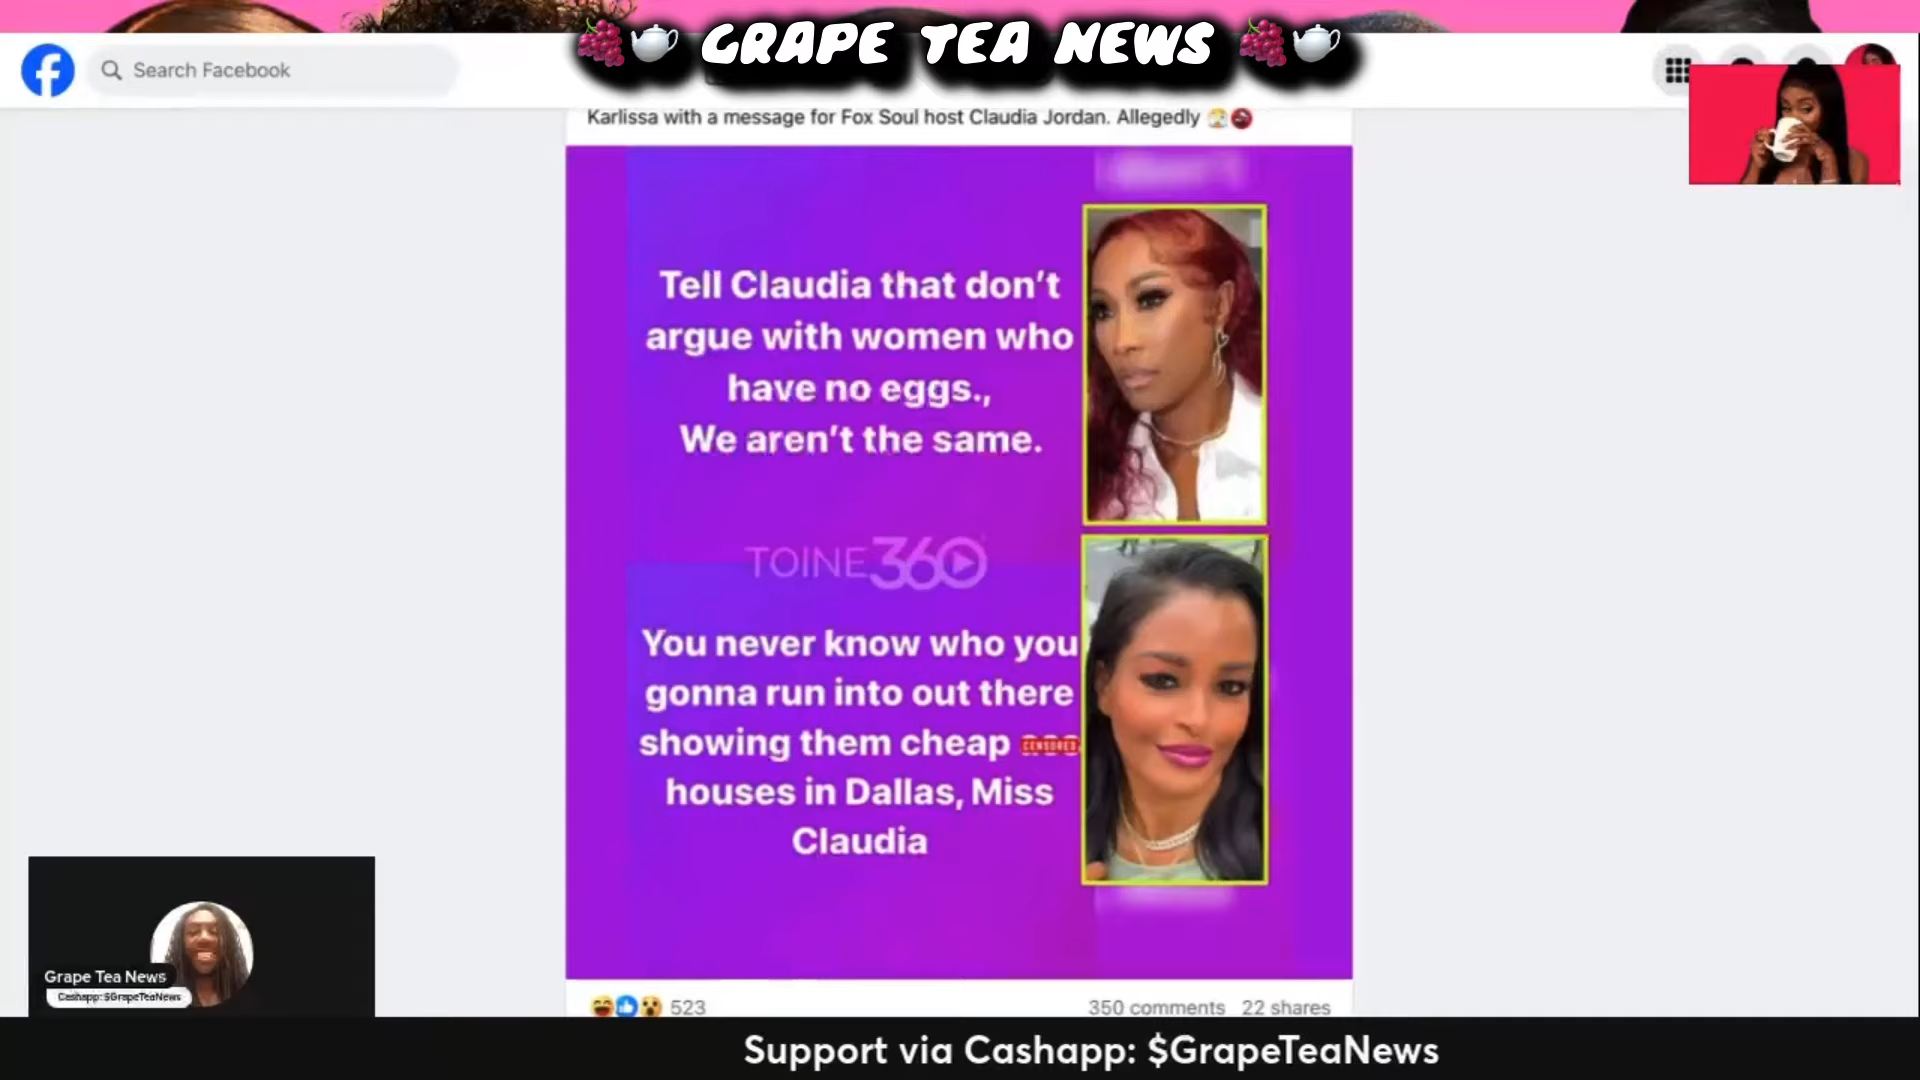 GRAPE TEA NEWS
Search Facebook
Karlissa with a message for Fox Soul host Claudia Jordan. Allegedly
Tell Claudia that don't
argue with women who
have no eggs.,
We aren't the same.
TOINE360
You never know who you
gonna run into out there
showing them cheap CENSORED
houses in Dallas, Miss
Claudia
Grape Tea News
Cashapp: $GrapeTeaNews
523
350 comments 22 shares
Support via Cashapp: $GrapeTeaNews